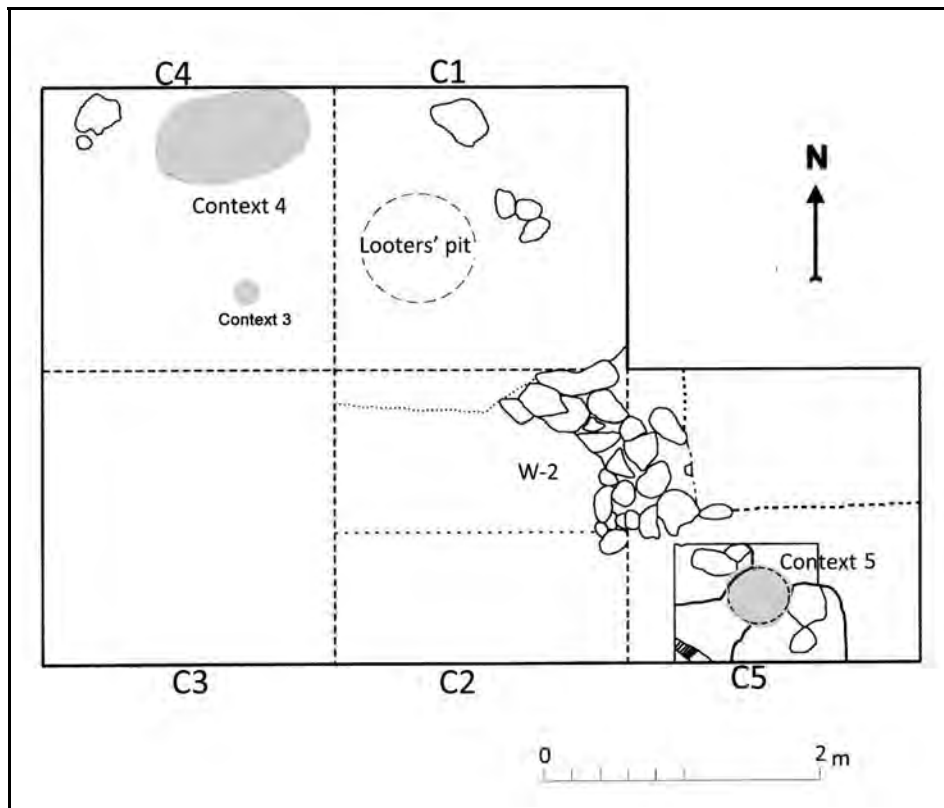 C4
C1
N
Context 4
Looters' pit
Context 3
W-2
Context 5
C3
C2
C5
0
2 m